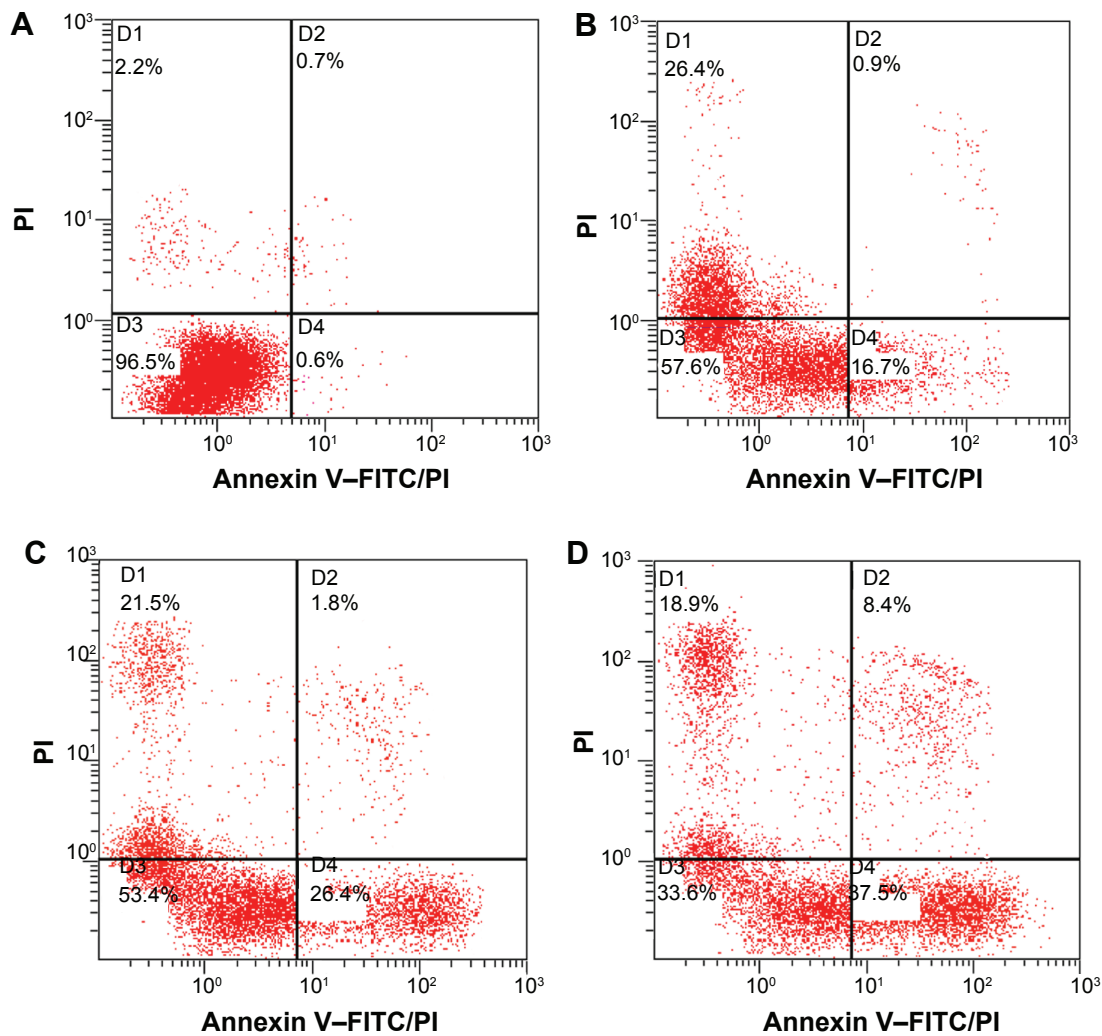 A
10³
D1
2.2%
D2
0.7%
10²
PI
10¹
10⁰
D3
96.5%
D4
0.6%
10⁰ 10¹ 10² 10³
Annexin V–FITC/PI
B
10³
D1
26.4%
D2
0.9%
10²
PI
10¹
10⁰
D3
57.6%
D4
16.7%
10⁰ 10¹ 10² 10³
Annexin V–FITC/PI
C
10³
D1
21.5%
D2
1.8%
10²
PI
10¹
10⁰
D3
53.4%
D4
26.4%
10⁰ 10¹ 10² 10³
Annexin V–FITC/PI
D
10³
D1
18.9%
D2
8.4%
10²
PI
10¹
10⁰
D3
33.6%
D4
37.5%
10⁰ 10¹ 10² 10³
Annexin V–FITC/PI